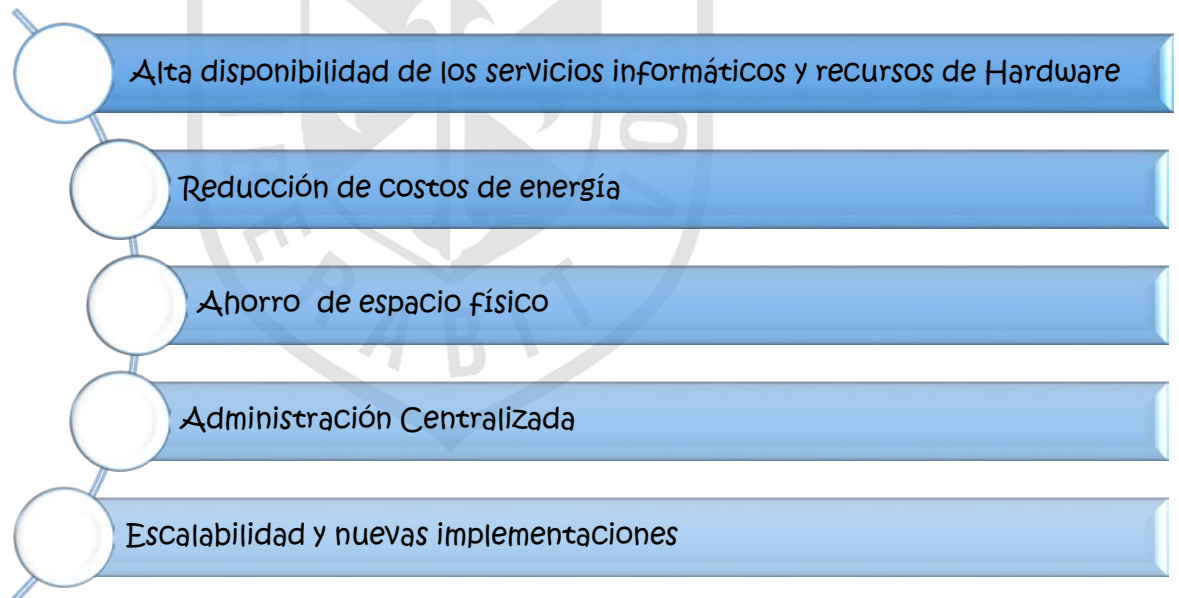 Alta disponibilidad de los servicios informáticos y recursos de Hardware
Reducción de costos de energía
Ahorro de espacio físico
Administración Centralizada
Escalabilidad y nuevas implementaciones